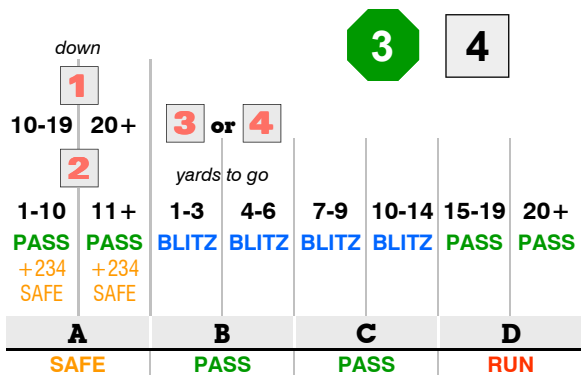 3 4
down
1
10-19 20+ 3 or 4
2 yards to go
1-10 11+ 1-3 4-6 7-9 10-14 15-19 20+
PASS PASS BLITZ BLITZ BLITZ BLITZ PASS PASS
+234 +234
SAFE SAFE
A B C D
SAFE PASS PASS RUN